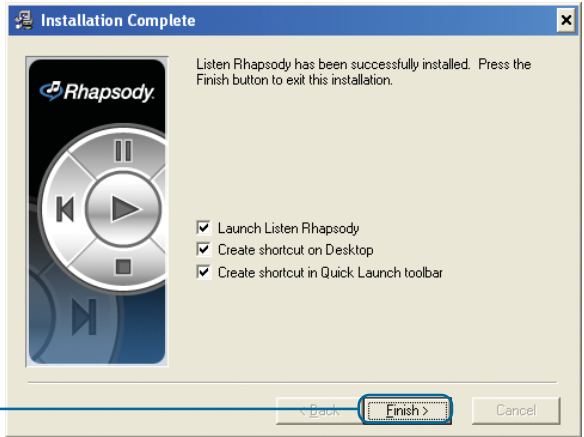 Installation Complete
Rhapsody.
Listen Rhapsody has been successfully installed. Press the
Finish button to exit this installation.
Launch Listen Rhapsody
Create shortcut on Desktop
Create shortcut in Quick Launch toolbar
< Back
Finish >
Cancel